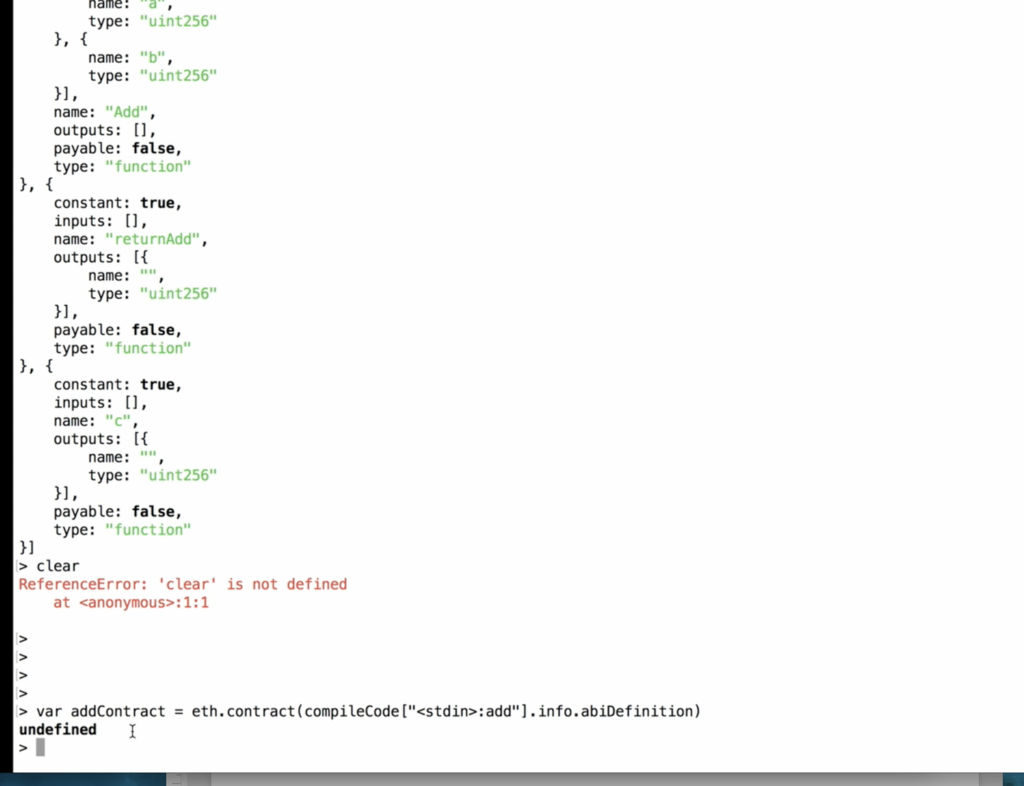 name: "a",
type: "uint256"
}, {
name: "b",
type: "uint256"
}],
name: "Add",
outputs: [],
payable: false,
type: "function"
}, {
constant: true,
inputs: [],
name: "returnAdd",
outputs: [{
name: "",
type: "uint256"
}],
payable: false,
type: "function"
}, {
constant: true,
inputs: [],
name: "c",
outputs: [{
name: "",
type: "uint256"
}],
payable: false,
type: "function"
}]
> clear
ReferenceError: 'clear' is not defined
at <anonymous>:1:1
>
>
>
>
> var addContract = eth.contract(compileCode["<stdin>:add"].info.abiDefinition)
undefined
>